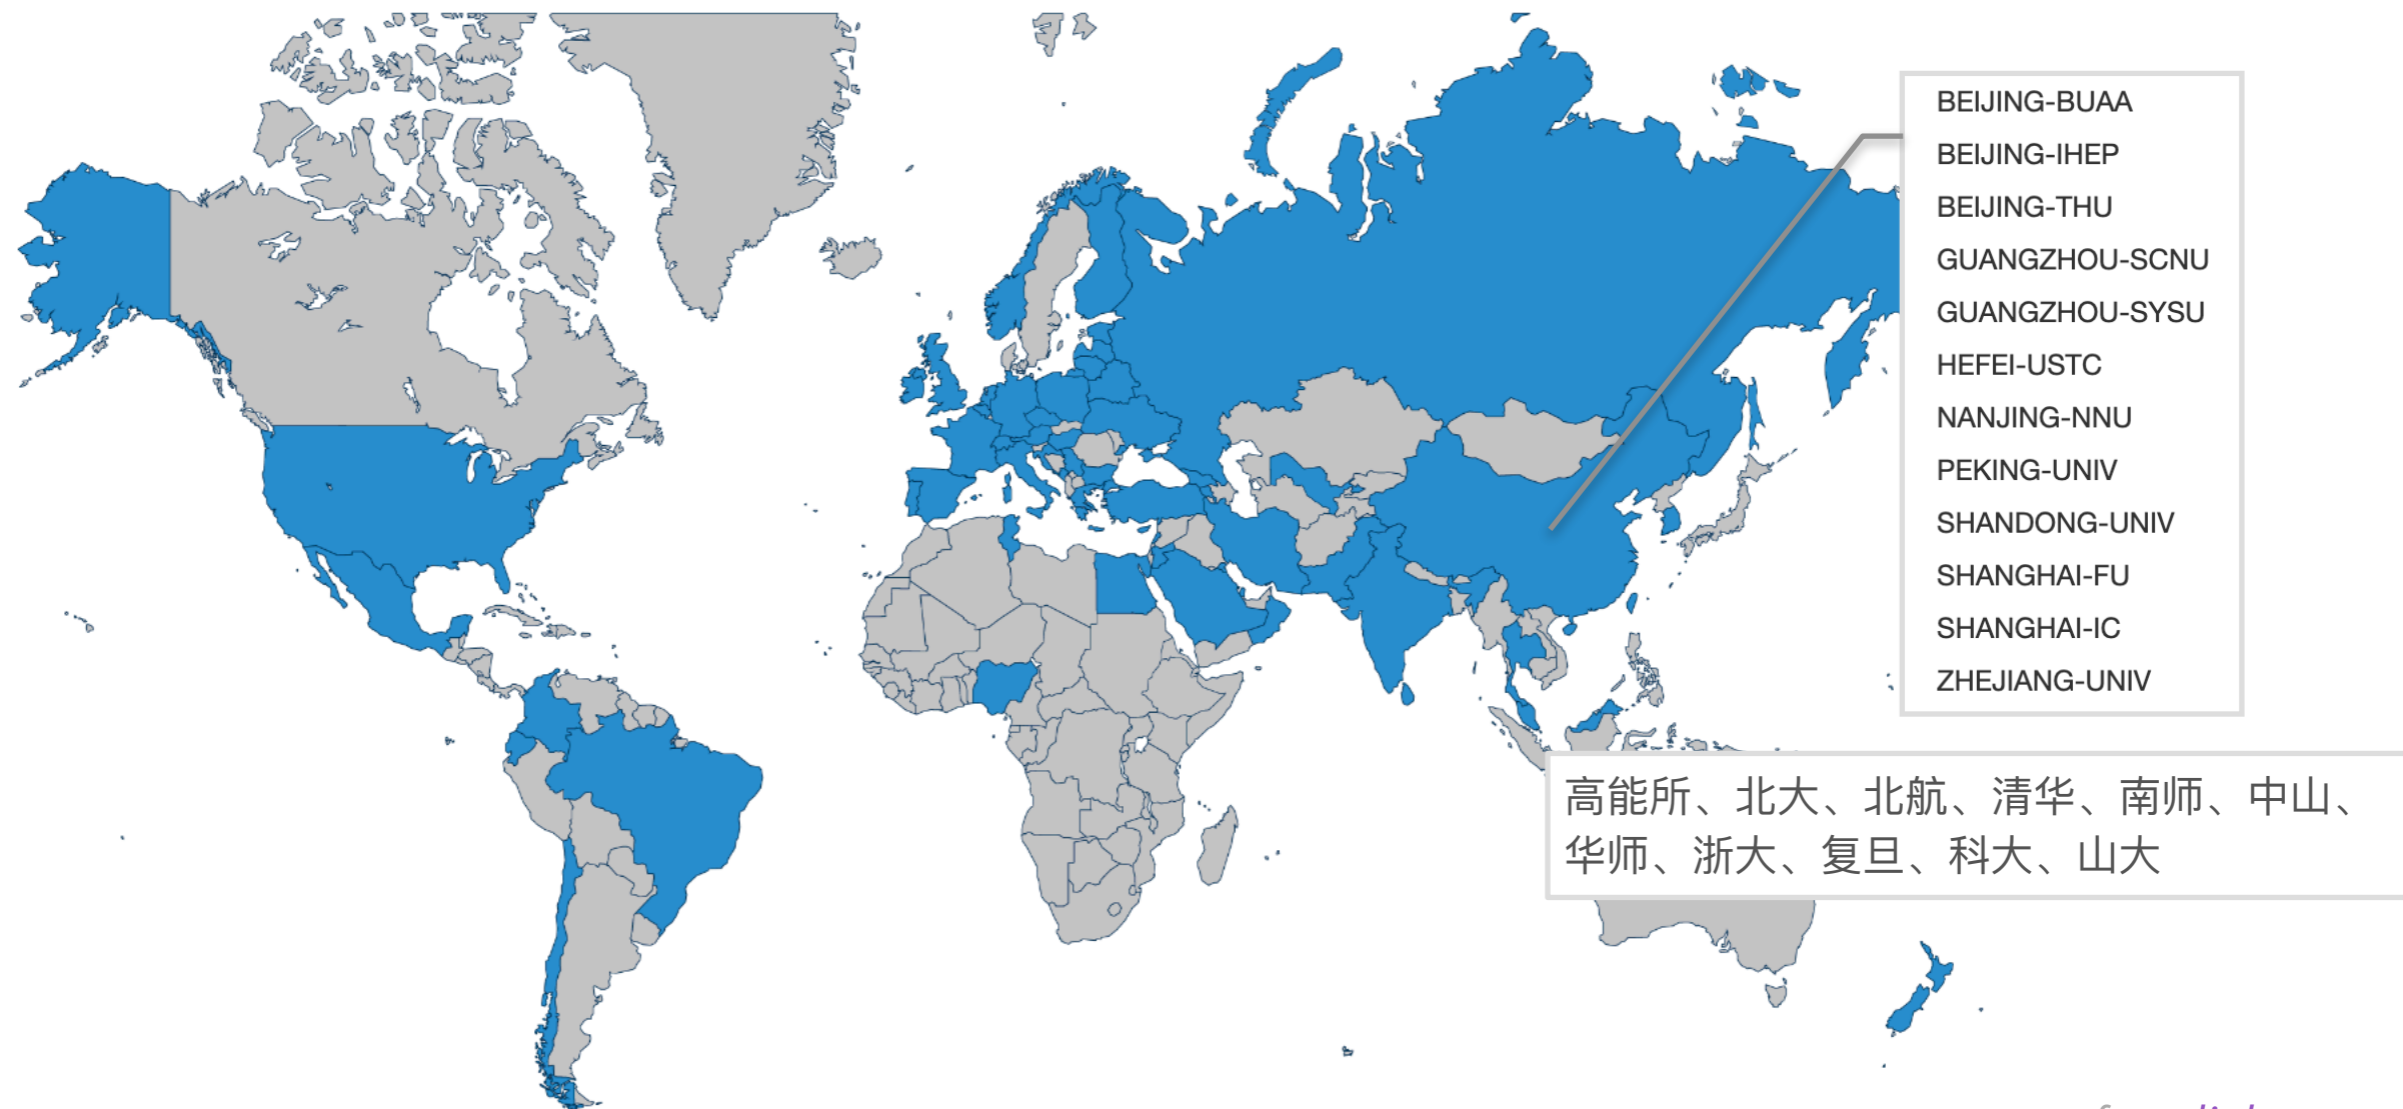 BEIJING-BUAA
BEIJING-IHEP
BEIJING-THU
GUANGZHOU-SCNU
GUANGZHOU-SYSU
HEFEI-USTC
NANJING-NNU
PEKING-UNIV
SHANDONG-UNIV
SHANGHAI-FU
SHANGHAI-IC
ZHEJIANG-UNIV
高能所、北大、北航、清华、南师、中山、
华师、浙大、复旦、科大、山大